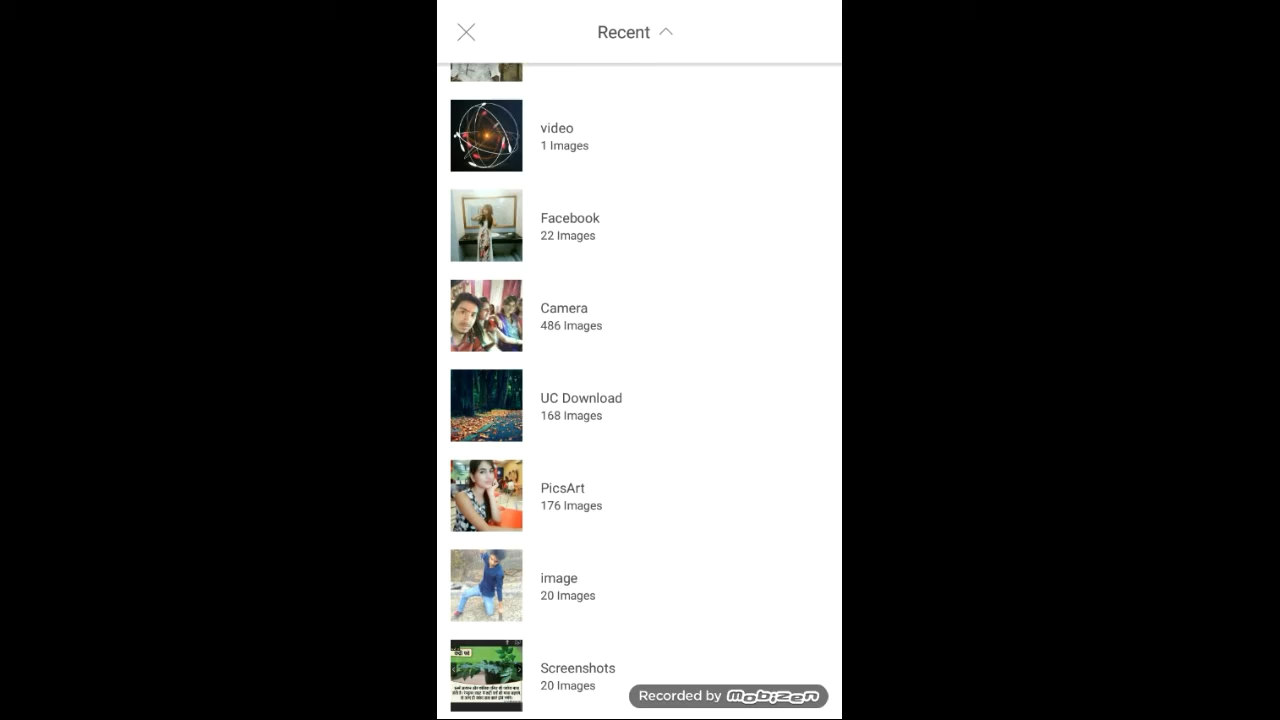 Recent
video
1 Images
Facebook
22 Images
Camera
486 Images
UC Download
168 Images
PicsArt
176 Images
image
20 Images
Screenshots
20 Images
Recorded by mobizen